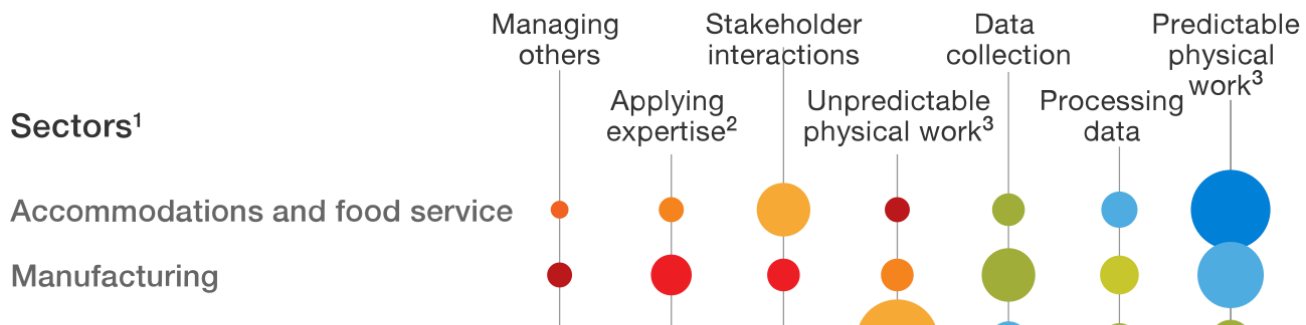 Managing
others
Stakeholder
interactions
Data
collection
Predictable
physical
work³
Applying
expertise²
Unpredictable
physical work³
Processing
data
Sectors¹
Accommodations and food service
Manufacturing